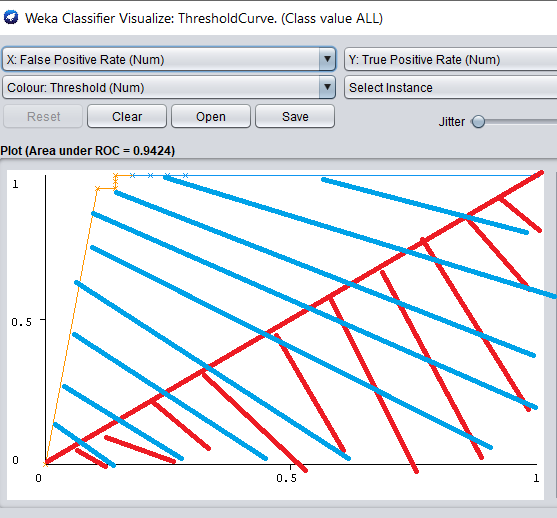 Weka Classifier Visualize: ThresholdCurve. (Class value ALL)
X: False Positive Rate (Num) Y: True Positive Rate (Num)
Colour: Threshold (Num) Select Instance
Reset Clear Open Save Jitter
Plot (Area under ROC = 0.9424)
1
0.5
0
0 0.5 1